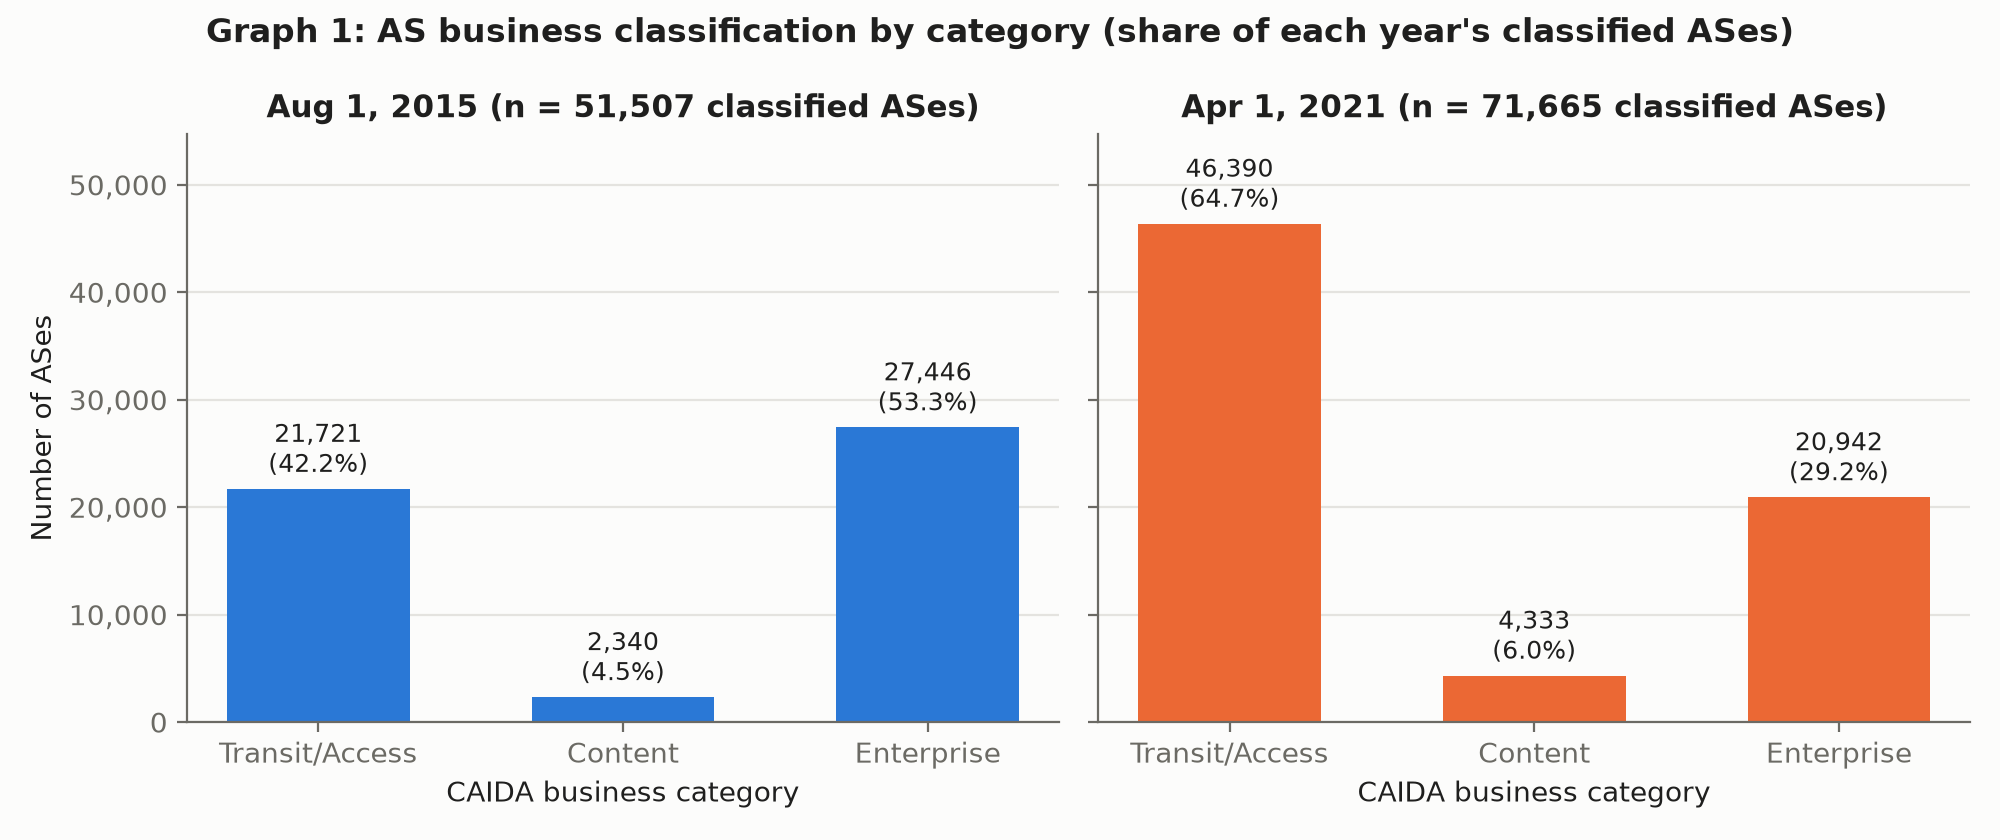 Graph 1: AS business classification by category (share of each year's classified ASes)
Aug 1, 2015 (n = 51,507 classified ASes)
Number of ASes
50,000
40,000
30,000
20,000
10,000
0
21,721
(42.2%)
2,340
(4.5%)
27,446
(53.3%)
Transit/Access
Content
Enterprise
CAIDA business category
Apr 1, 2021 (n = 71,665 classified ASes)
46,390
(64.7%)
4,333
(6.0%)
20,942
(29.2%)
Transit/Access
Content
Enterprise
CAIDA business category